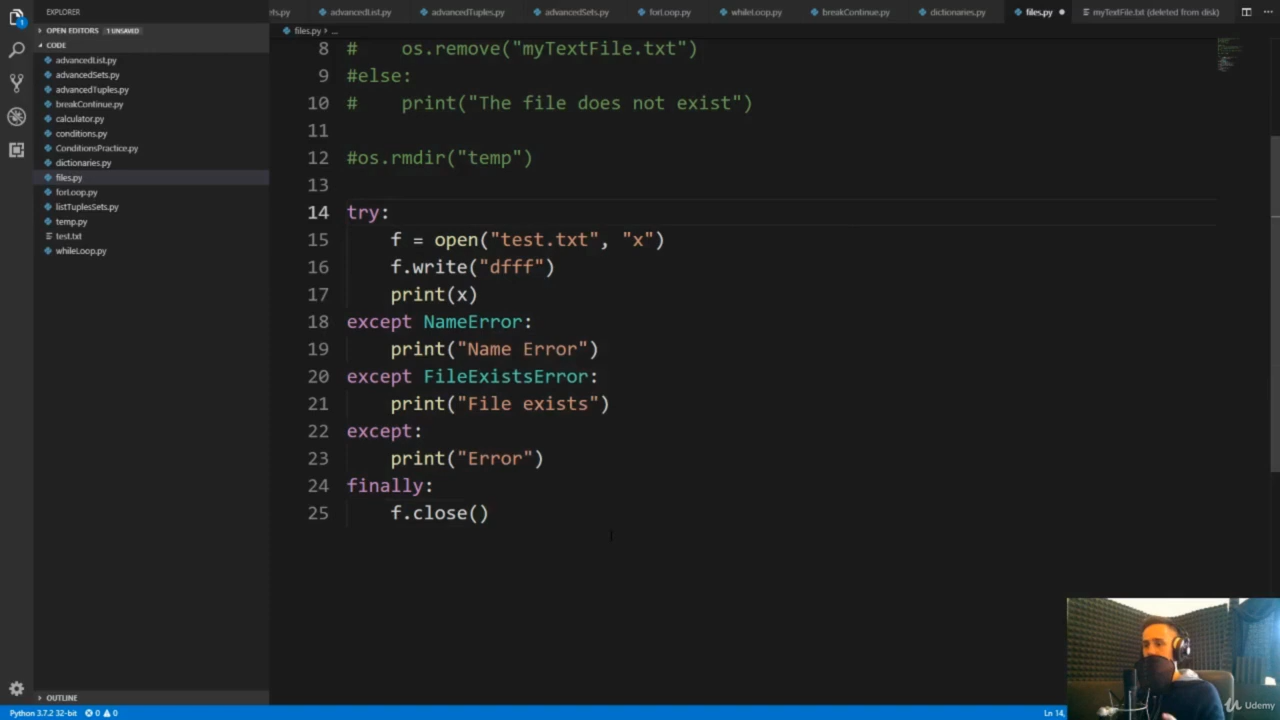 EXPLORER
ets.py advancedList.py advancedTuples.py advancedSets.py forLoop.py whileLoop.py breakContinue.py dictionaries.py files.py myTextFile.txt (deleted from disk)
OPEN EDITORS 1 UNSAVED
files.py > ...
CODE
advancedList.py
advancedSets.py
advancedTuples.py
breakContinue.py
calculator.py
conditions.py
ConditionsPractice.py
dictionaries.py
files.py
forLoop.py
listTuplesSets.py
temp.py
test.txt
whileLoop.py
8 #    os.remove("myTextFile.txt")
9 #else:
10 #    print("The file does not exist")
11
12 #os.rmdir("temp")
13
14 try:
15     f = open("test.txt", "x")
16     f.write("dfff")
17     print(x)
18 except NameError:
19     print("Name Error")
20 except FileExistsError:
21     print("File exists")
22 except:
23     print("Error")
24 finally:
25     f.close()
OUTLINE
Python 3.7.2 32-bit 0 0 Ln 14,
Udemy